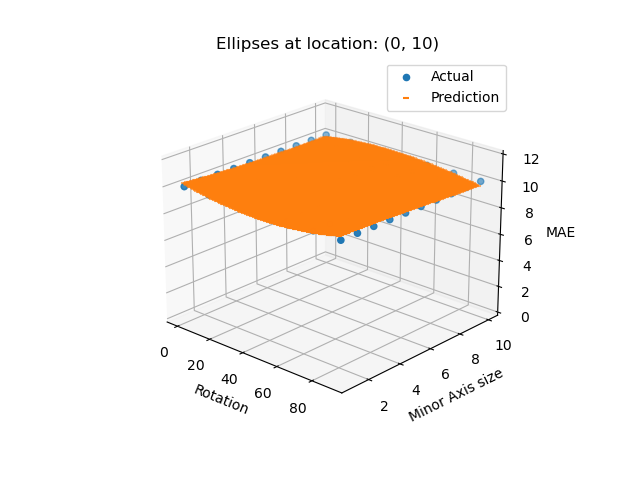 Ellipses at location: (0, 10)
Actual
Prediction
12
10
8
6
4
2
0
MAE
0
20
40
60
80
Rotation
2
4
6
8
10
Minor Axis size